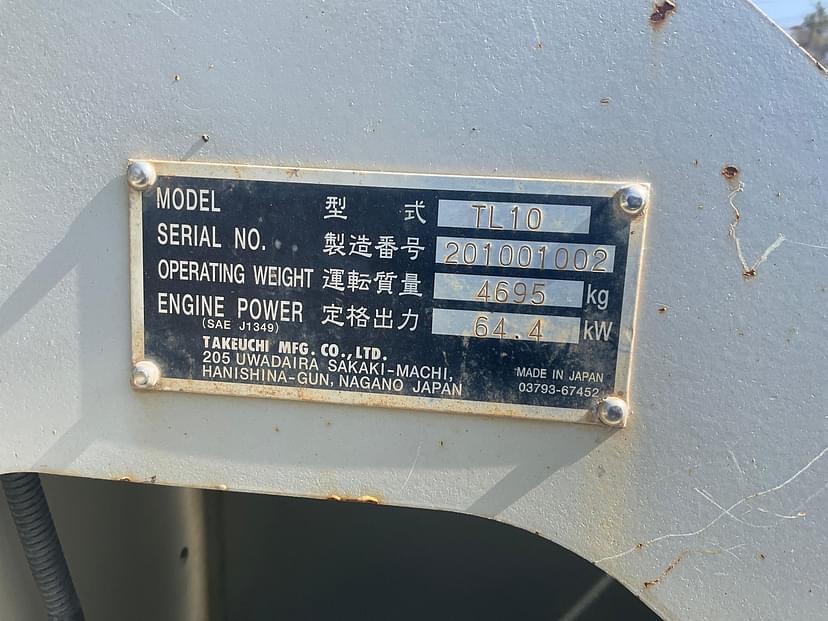 MODEL 型式 TL10
SERIAL NO. 製造番号 201001002
OPERATING WEIGHT 運転質量 4695 kg
ENGINE POWER 定格出力 64.4 kW
(SAE J1349)
TAKEUCHI MFG. CO.,LTD.
205 UWADAIRA SAKAKI-MACHI,
HANISHINA-GUN, NAGANO JAPAN
MADE IN JAPAN
03793-67452